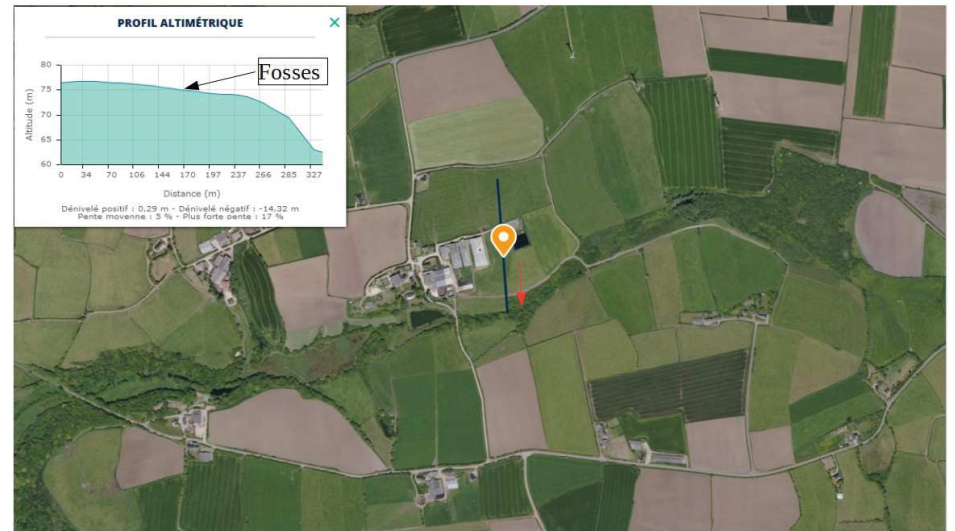 PROFIL ALTIMÉTRIQUE ×
Fosses
80
75
70
65
60
Altitude (m)
0 34 70 106 144 170 197 237 266 285 327
Distance (m)
Dénivelé positif : 0,29 m - Dénivelé négatif : -14,32 m
Pente moyenne : 5 % - Plus forte pente : 17 %